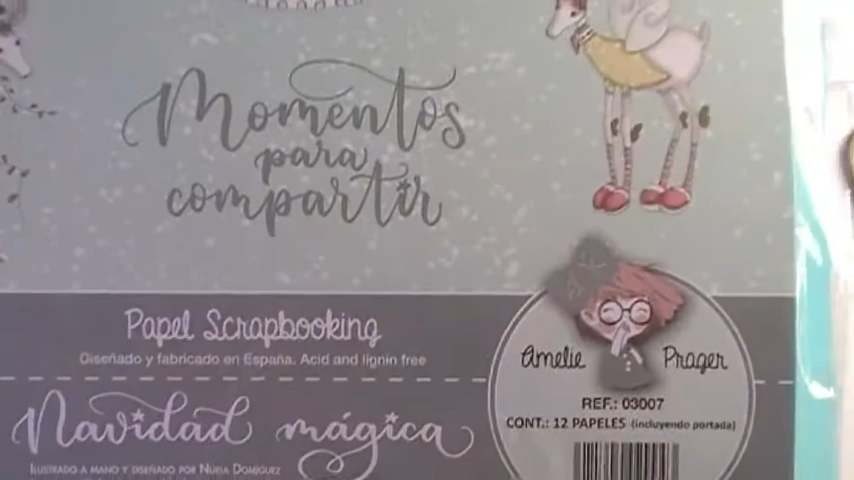 Momentos
para
compartir
Papel Scrapbooking
Diseñado y fabricado en España. Acid and lignin free
Navidad mágica
Ilustrado a mano y diseñado por Nuria Domíguez
Amelie Prager
REF.: 03007
CONT.: 12 PAPELES (incluyendo portada)